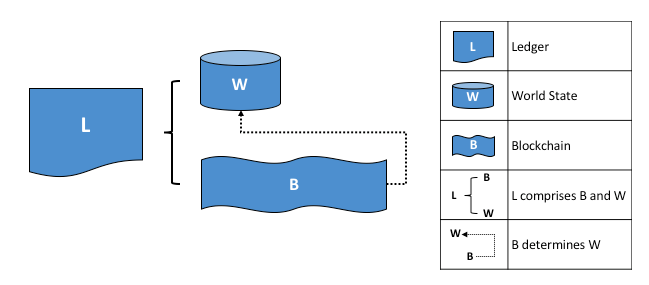 L
W
B
L Ledger
W World State
B Blockchain
L B W L comprises B and W
W B B determines W